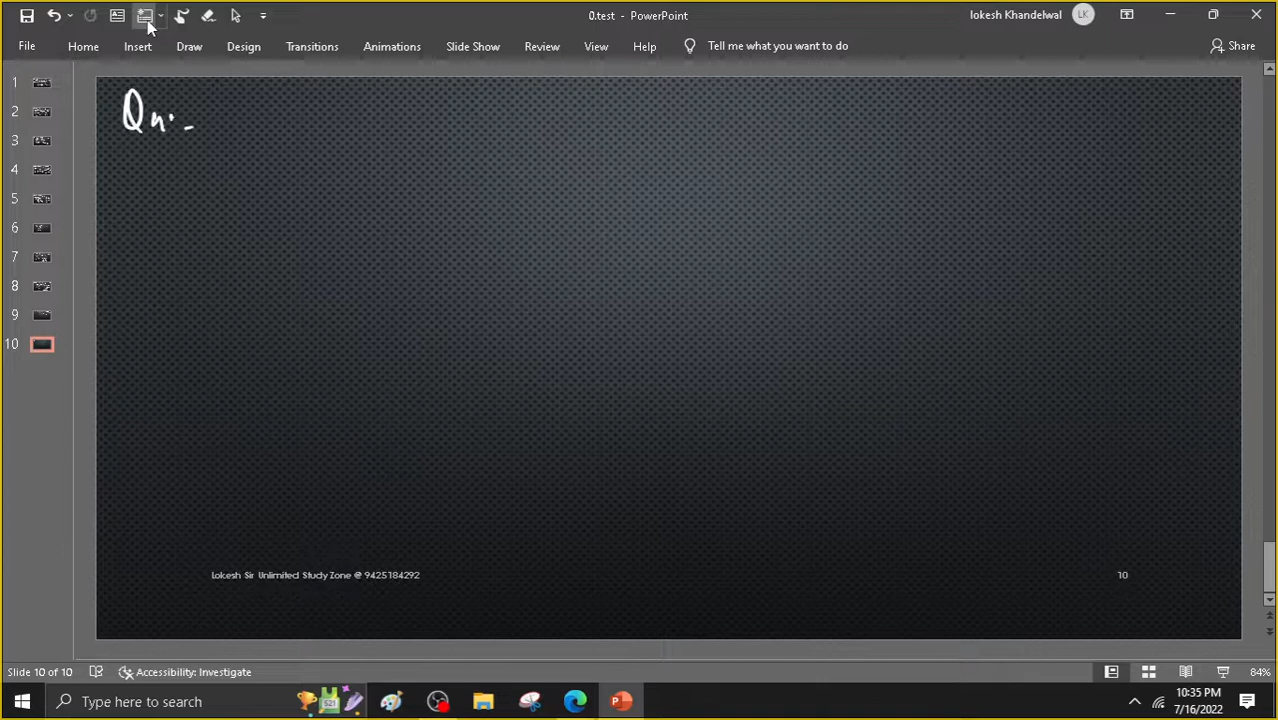 0.test - PowerPoint
lokesh Khandelwal LK
File Home Insert Draw Design Transitions Animations Slide Show Review View Help Tell me what you want to do Share
1
2
3
4
5
6
7
8
9
10
Qn:-
Lokesh Sir Unlimited Study Zone @ 9425184292 10
Slide 10 of 10 Accessibility: Investigate 84%
Type here to search
10:35 PM
7/16/2022